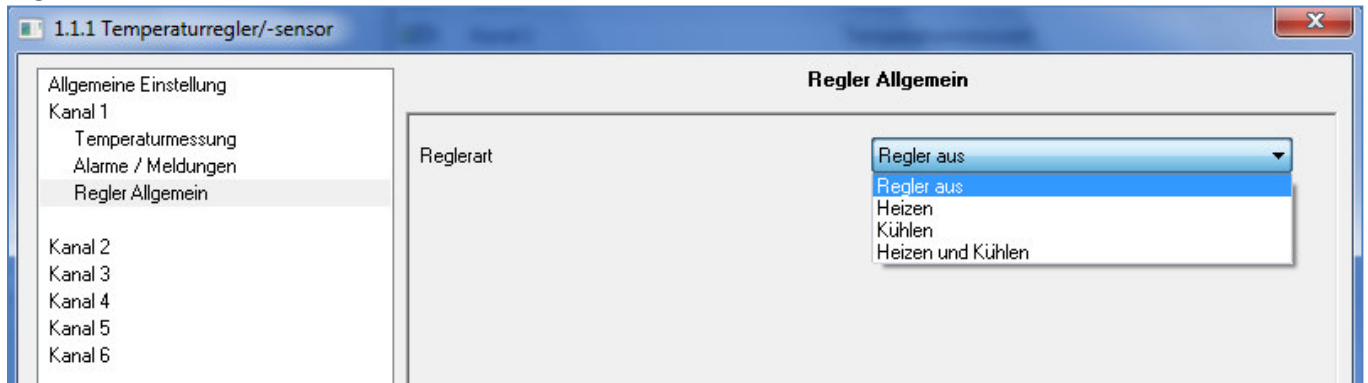 1.1.1 Temperaturregler/-sensor
Allgemeine Einstellung
Kanal 1
Temperaturmessung
Alarme / Meldungen
Regler Allgemein
Kanal 2
Kanal 3
Kanal 4
Kanal 5
Kanal 6
Regler Allgemein
Reglerart
Regler aus
Regler aus
Heizen
Kühlen
Heizen und Kühlen